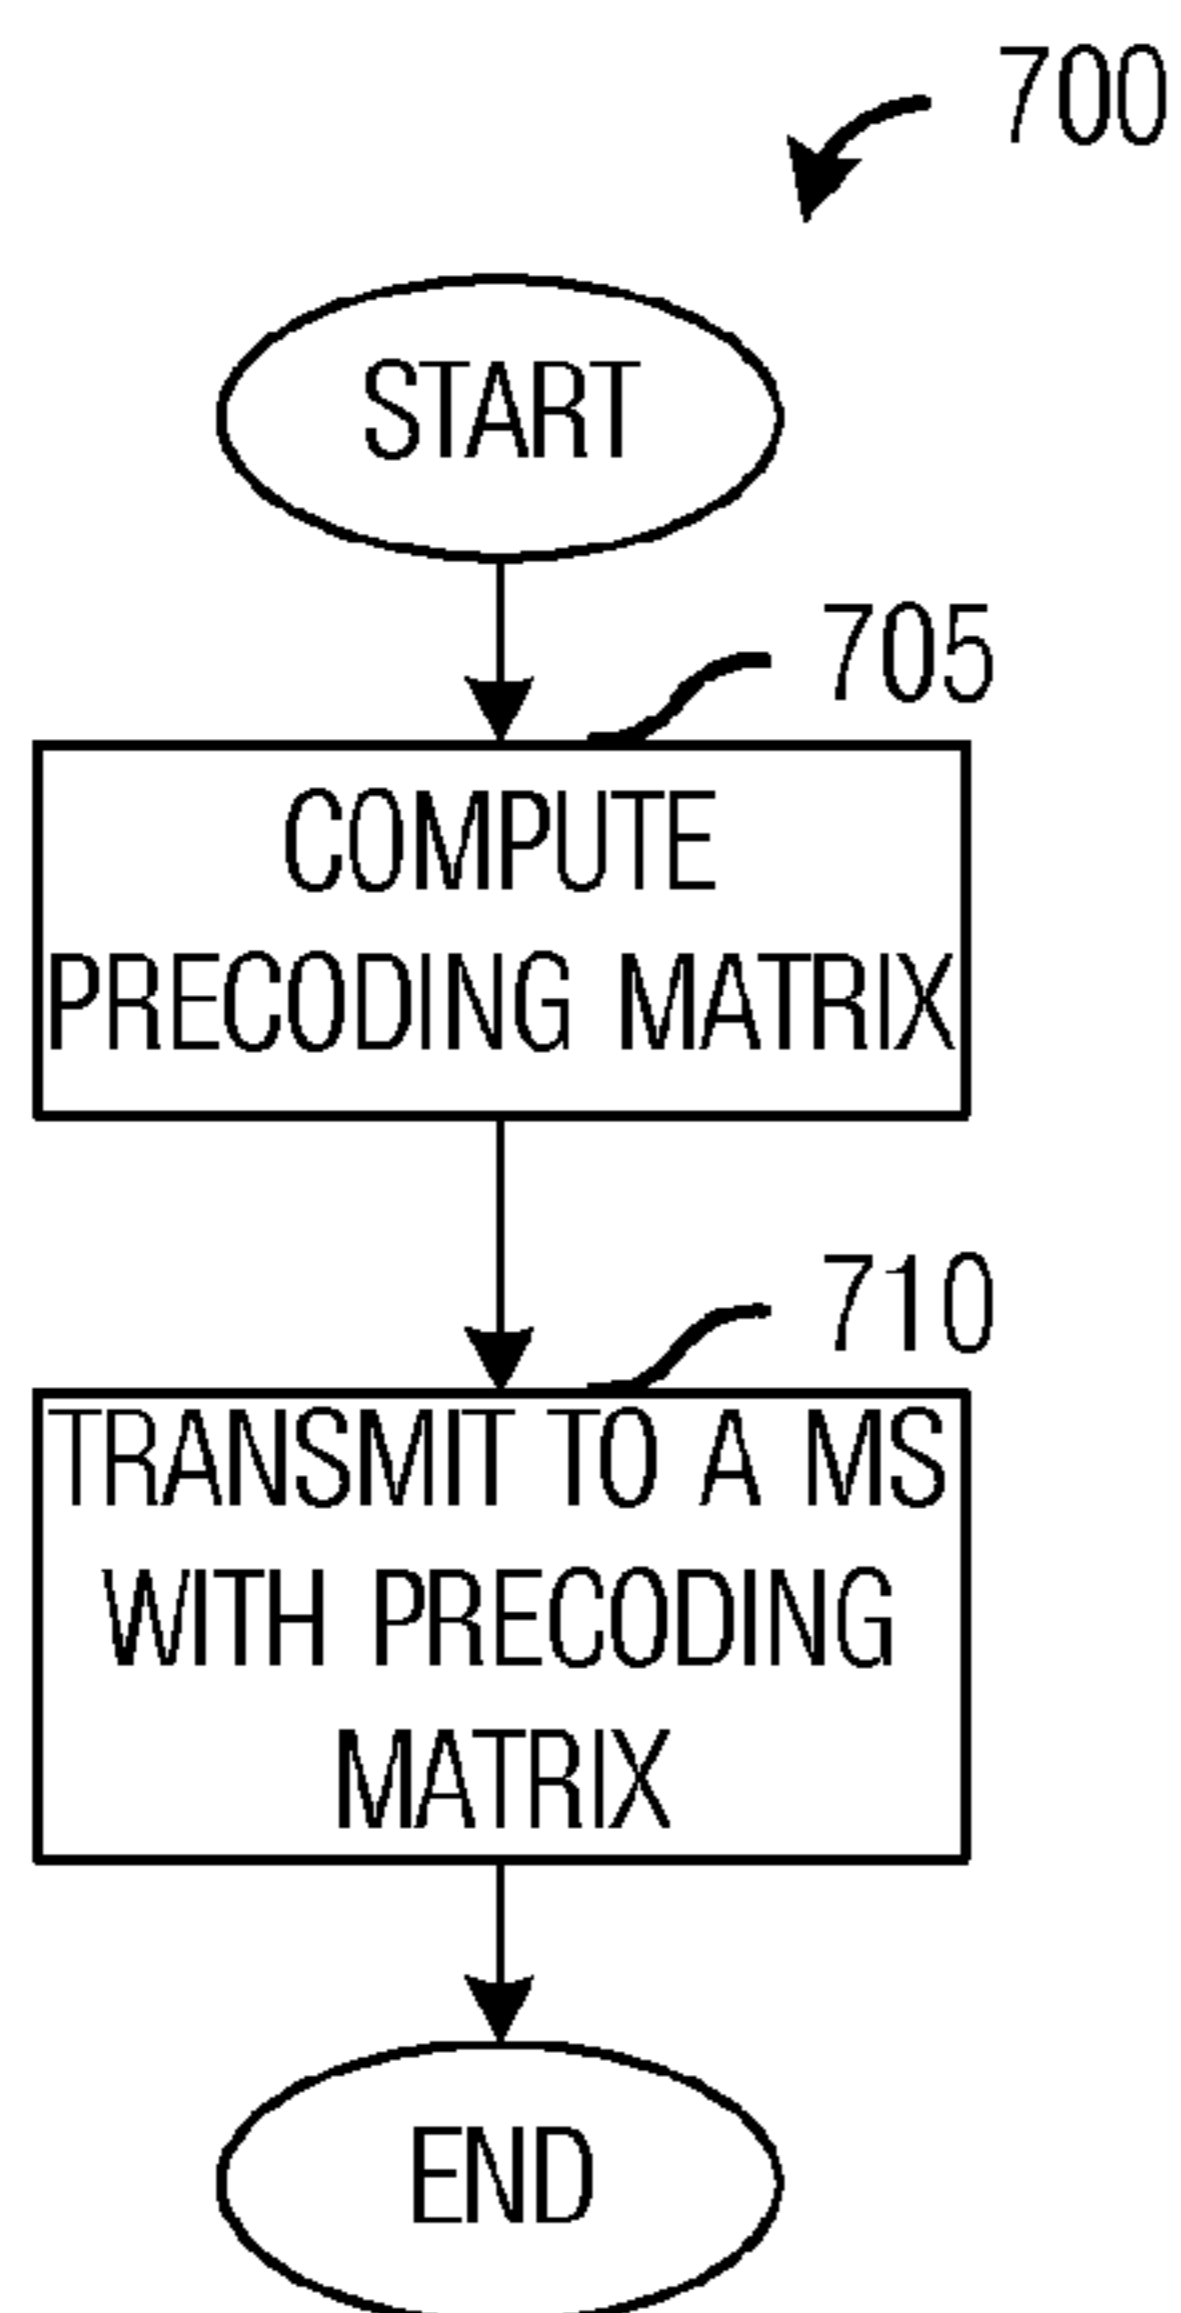 700
START
705
COMPUTE
PRECODING MATRIX
710
TRANSMIT TO A MS
WITH PRECODING
MATRIX
END